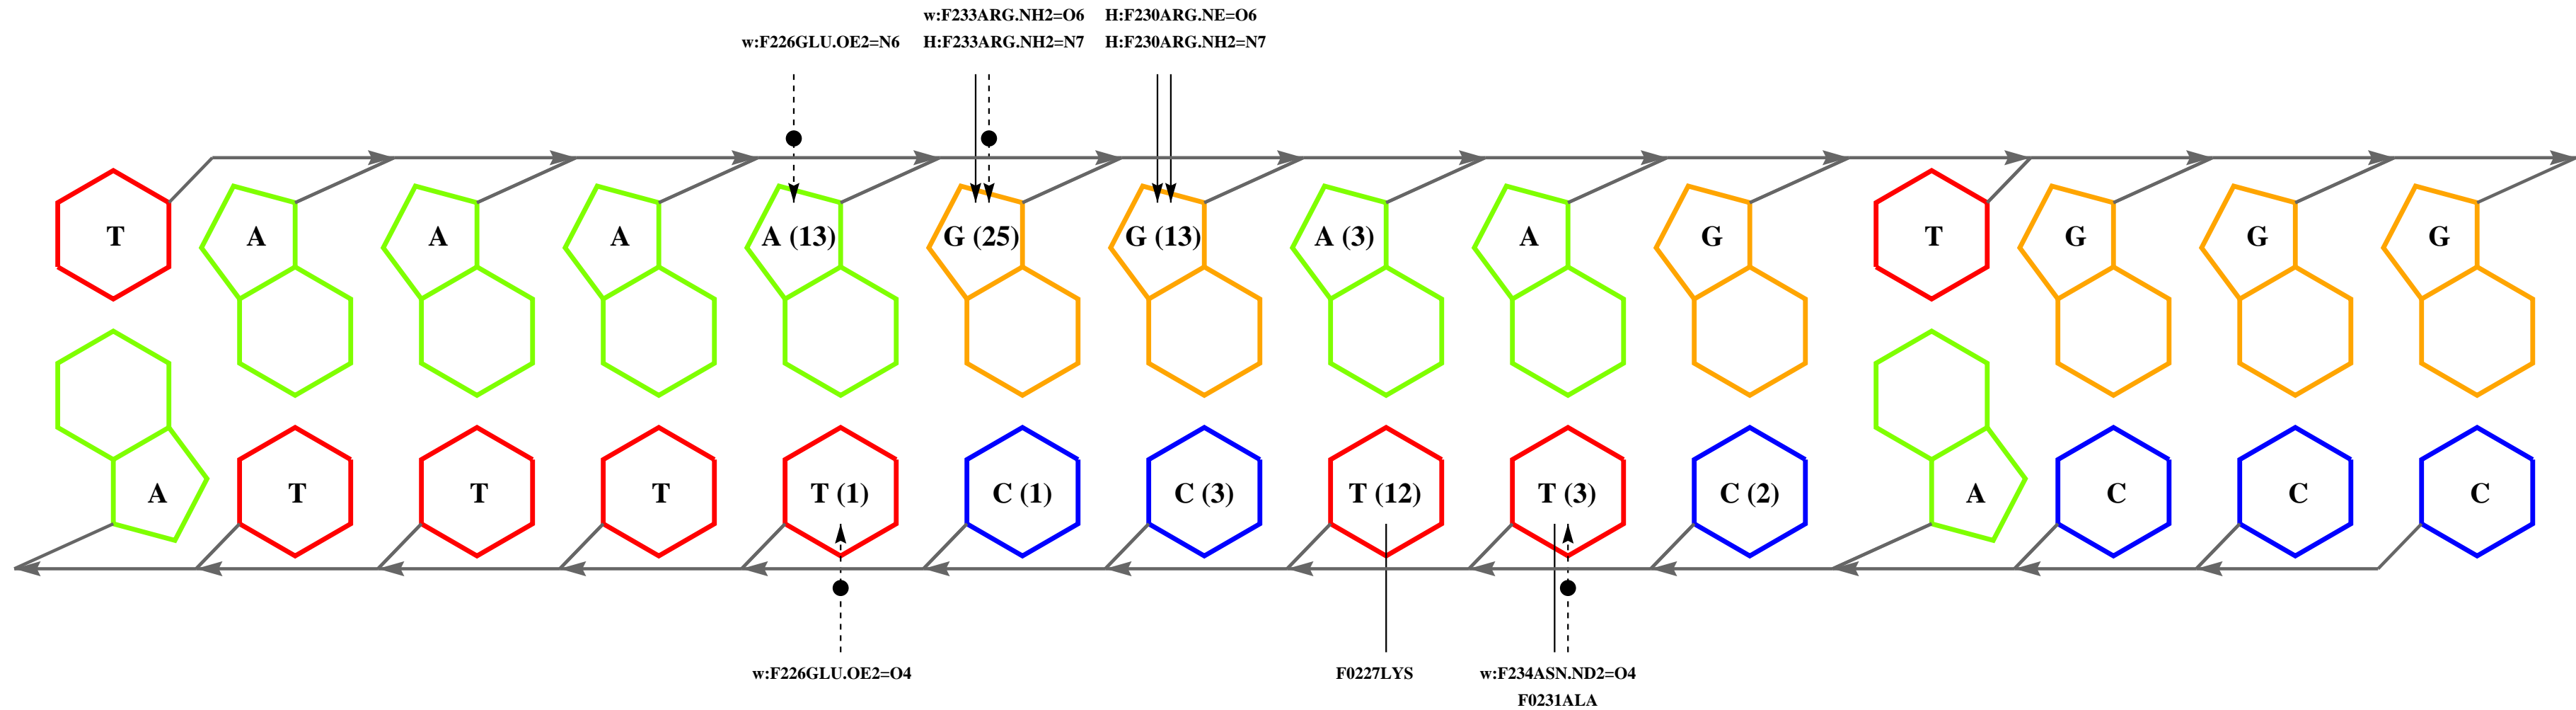 w:F233ARG.NH2=O6 H:F230ARG.NE=O6
w:F226GLU.OE2=N6 H:F233ARG.NH2=N7 H:F230ARG.NH2=N7
T A A A A (13) G (25) G (13) A (3) A G T G G G
A T T T T (1) C (1) C (3) T (12) T (3) C (2) A C C C
w:F226GLU.OE2=O4 F0227LYS w:F234ASN.ND2=O4
F0231ALA